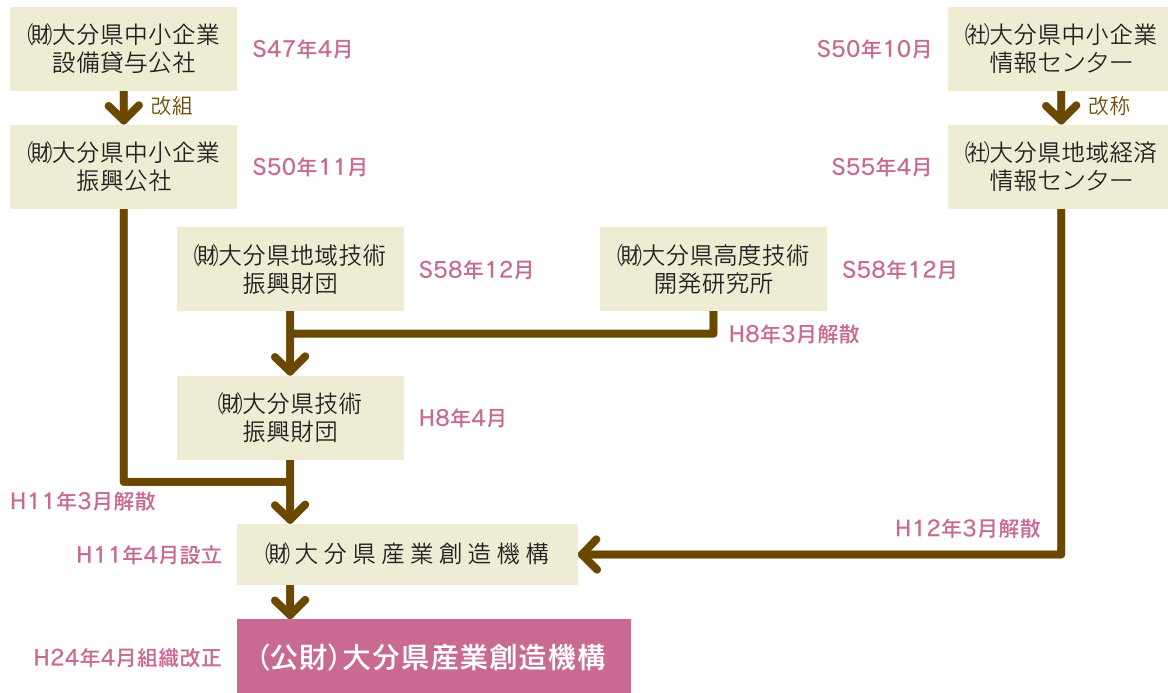 ㈶大分県中小企業
設備貸与公社
S47年4月
S50年10月
㈳大分県中小企業
情報センター
改組
改称
㈶大分県中小企業
振興公社
S50年11月
S55年4月
㈳大分県地域経済
情報センター
㈶大分県地域技術
振興財団
S58年12月
㈶大分県高度技術
開発研究所
S58年12月
H8年3月解散
㈶大分県技術
振興財団
H8年4月
H11年3月解散
H12年3月解散
H11年4月設立
㈶大分県産業創造機構
H24年4月組織改正
(公財)大分県産業創造機構